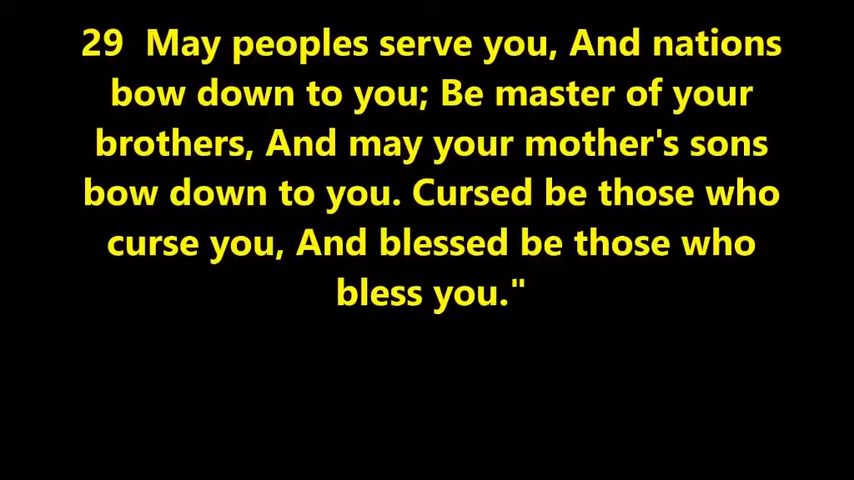 29  May peoples serve you, And nations
bow down to you; Be master of your
brothers, And may your mother's sons
bow down to you. Cursed be those who
curse you, And blessed be those who
bless you."